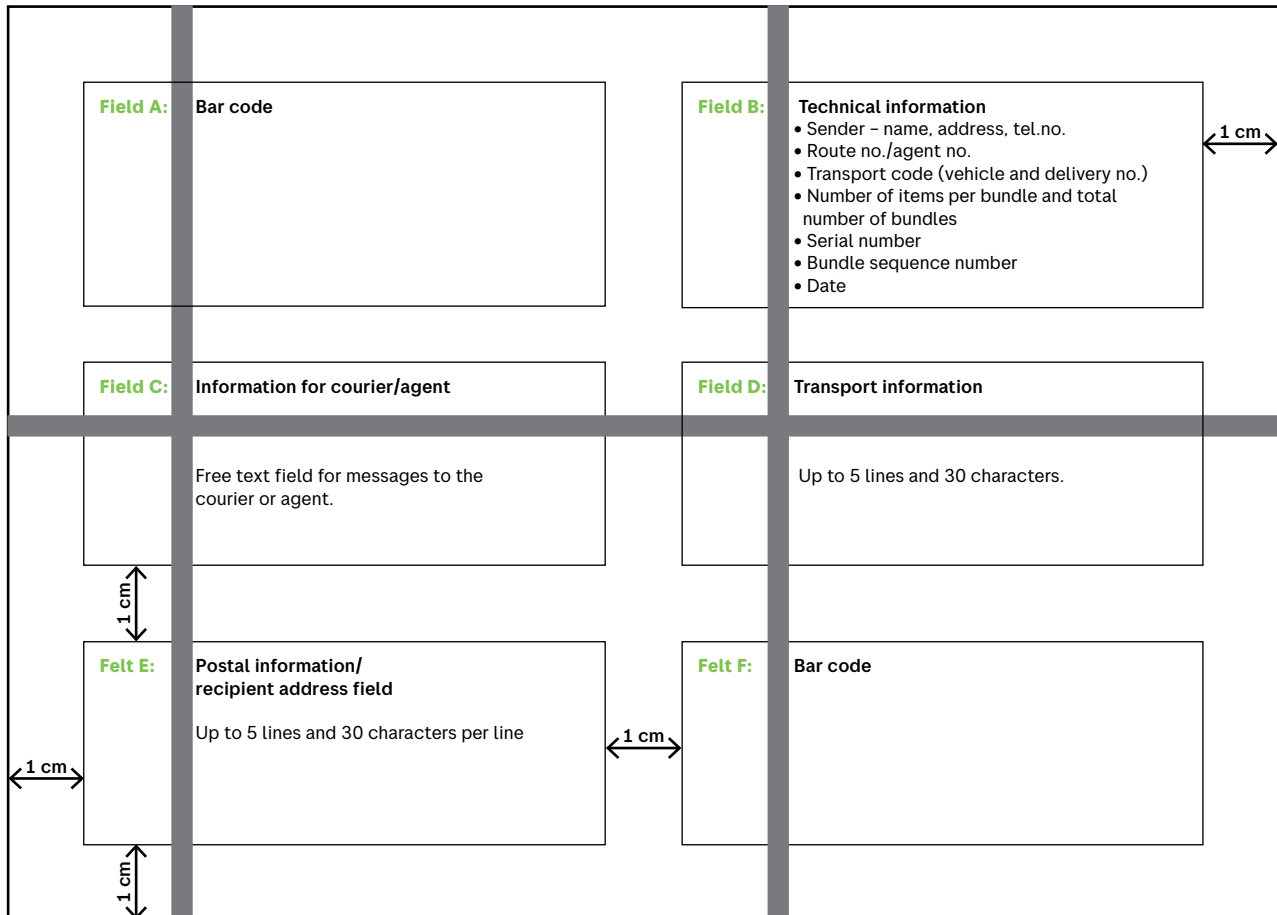 Field A: Bar code
Field B: Technical information
• Sender – name, address, tel.no.
• Route no./agent no.
• Transport code (vehicle and delivery no.)
• Number of items per bundle and total
number of bundles
• Serial number
• Bundle sequence number
• Date
1 cm
Field C: Information for courier/agent
Free text field for messages to the
courier or agent.
Field D: Transport information
Up to 5 lines and 30 characters.
1 cm
Felt E: Postal information/
recipient address field
Up to 5 lines and 30 characters per line
1 cm
Felt F: Bar code
1 cm
1 cm